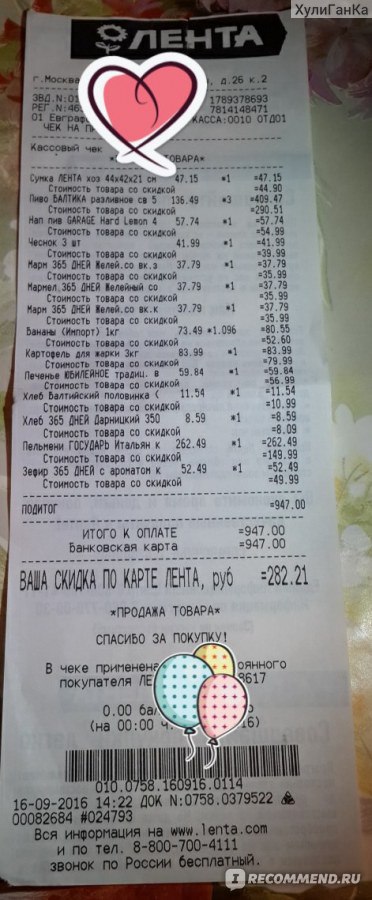 ХулиГанКа
ЛЕНТА
г.Москва д.26 к.2
ЗВД.N:01 1789378693
РЕГ.N:46 7814148471
01 Евграф КАССА:0010 ОТД01
ЧЕК НА ПР
Кассовый чек
ТОВАРА*
Сумка ЛЕНТА хоз 44х42х21 см 47.15 *1 =47.15
Стоимость товара со скидкой =44.90
Пиво БАЛТИКА разливное св 5 136.49 *3 =409.47
Стоимость товара со скидкой =290.51
Нап пив GARAGE Hard Lemon 4 57.74 *1 =57.74
Стоимость товара со скидкой =54.99
Чеснок 3 шт 41.99 *1 =41.99
Стоимость товара со скидкой =39.99
Марм 365 ДНЕЙ Желей.со вк.з 37.79 *1 =37.79
Стоимость товара со скидкой =35.99
Мармел.365 ДНЕЙ Желейный со 37.79 *1 =37.79
Стоимость товара со скидкой =35.99
Марм 365 ДНЕЙ Желей.со вк.к 37.79 *1 =37.79
Стоимость товара со скидкой =35.99
Бананы (Импорт) 1кг 73.49 *1.096 =80.55
Стоимость товара со скидкой =52.60
Картофель для жарки 3кг 83.99 *1 =83.99
Стоимость товара со скидкой =79.99
Печенье ЮБИЛЕЙНОЕ традиц. в 59.84 *1 =59.84
Стоимость товара со скидкой =56.99
Хлеб Балтийский половинка ( 11.54 *1 =11.54
Стоимость товара со скидкой =10.99
Хлеб 365 ДНЕЙ Дарницкий 350 8.59 *1 =8.59
Стоимость товара со скидкой =8.09
Пельмени ГОСУДАРЬ Итальян к 262.49 *1 =262.49
Стоимость товара со скидкой =149.99
Зефир 365 ДНЕЙ с ароматом к 52.49 *1 =52.49
Стоимость товара со скидкой =49.99
ПОДИТОГ =947.00
ИТОГО К ОПЛАТЕ =947.00
Банковская карта =947.00
ВАША СКИДКА ПО КАРТЕ ЛЕНТА, руб =282.21
*ПРОДАЖА ТОВАРА*
СПАСИБО ЗА ПОКУПКУ!
В чеке применена оянного
покупателя ЛЕ 8617
0.00 бал
(на 00:00 ч. 16)
010.0758.160916.0114
16-09-2016 14:22 ДОК N:0758.0379522
00082684 #024793
Вся информация на www.lenta.com
и по тел. 8-800-700-4111
звонок по России бесплатный.
IRECOMMEND.RU